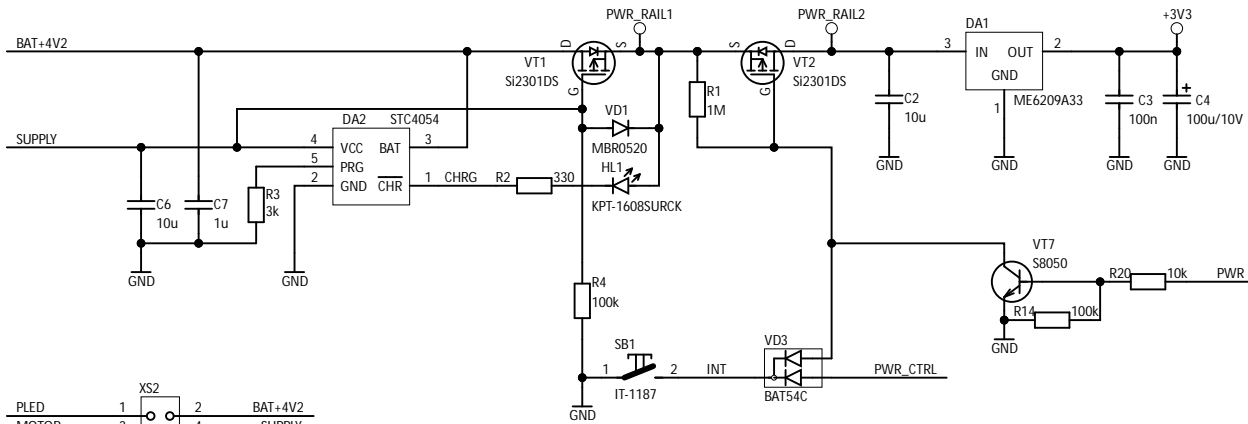 PWR_RAIL1
PWR_RAIL2
+3V3
BAT+4V2
D
S
VT1
Si2301DS
G
S
D
VT2
Si2301DS
G
DA1
3
IN
OUT
2
GND
1
ME6209A33
R1
1M
C2
10u
GND
C3
100n
GND
+
C4
100u/10V
GND
SUPPLY
DA2
STC4054
4
VCC
BAT
3
5
PRG
2
GND
CHR
1
CHRG
R2
330
VD1
MBR0520
HL1
KPT-1608SURCK
C6
10u
C7
1u
R3
3k
GND
GND
R4
100k
SB1
1
2
IT-1187
GND
INT
VD3
BAT54C
PWR_CTRL
VT7
S8050
R20
10k
PWR
R14
100k
GND
XS2
PLED
1
2
BAT+4V2
MOTOR
3
4
SUPPLY